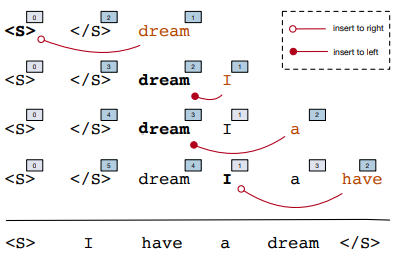 0 2 1
<S> </S> dream
insert to right
insert to left
0 3 2 1
<S> </S> dream I
0 4 3 1 2
<S> </S> dream I a
0 5 4 1 3 2
<S> </S> dream I a have
<S> I have a dream </S>